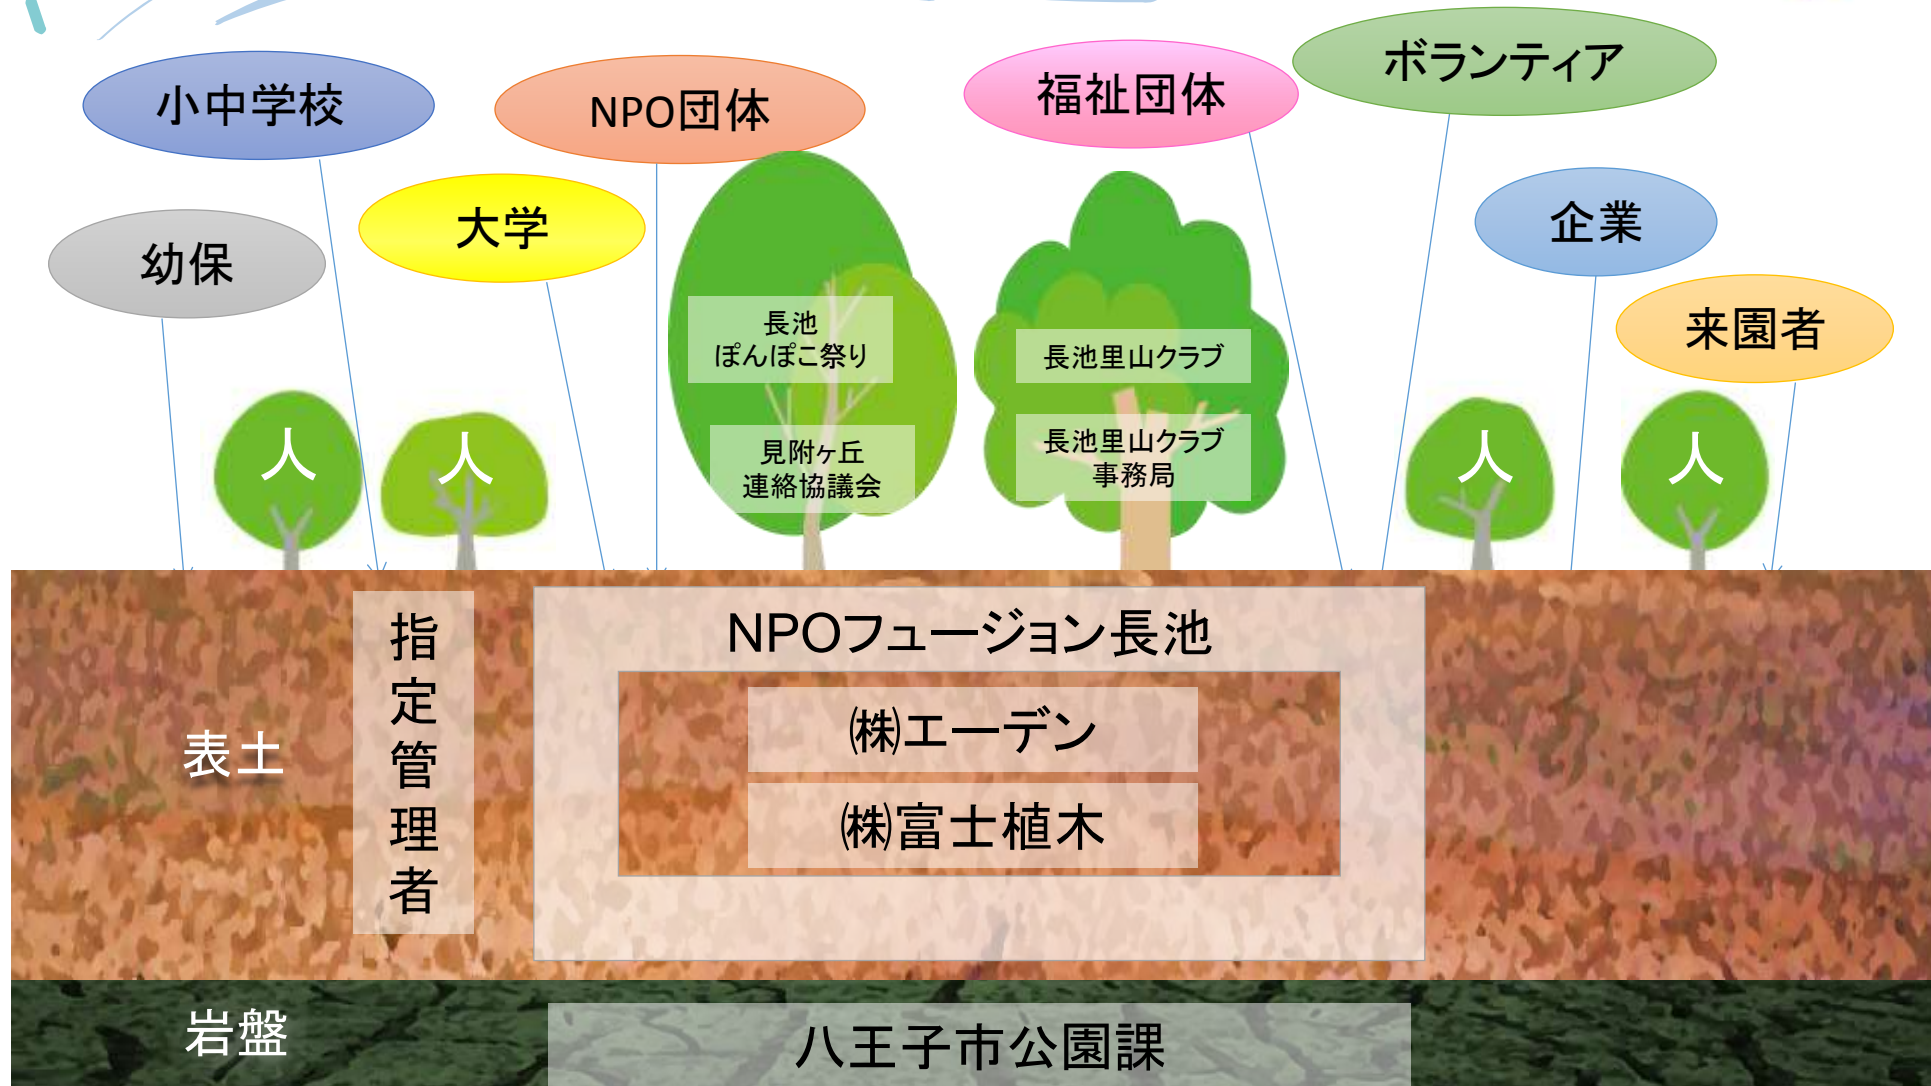 小中学校
NPO団体
福祉団体
ボランティア
幼保
大学
企業
来園者
長池
ぽんぽこ祭り
見附ヶ丘
連絡協議会
長池里山クラブ
長池里山クラブ
事務局
人
人
人
人
表土
指定管理者
NPOフュージョン長池
㈱エーデン
㈱富士植木
岩盤
八王子市公園課